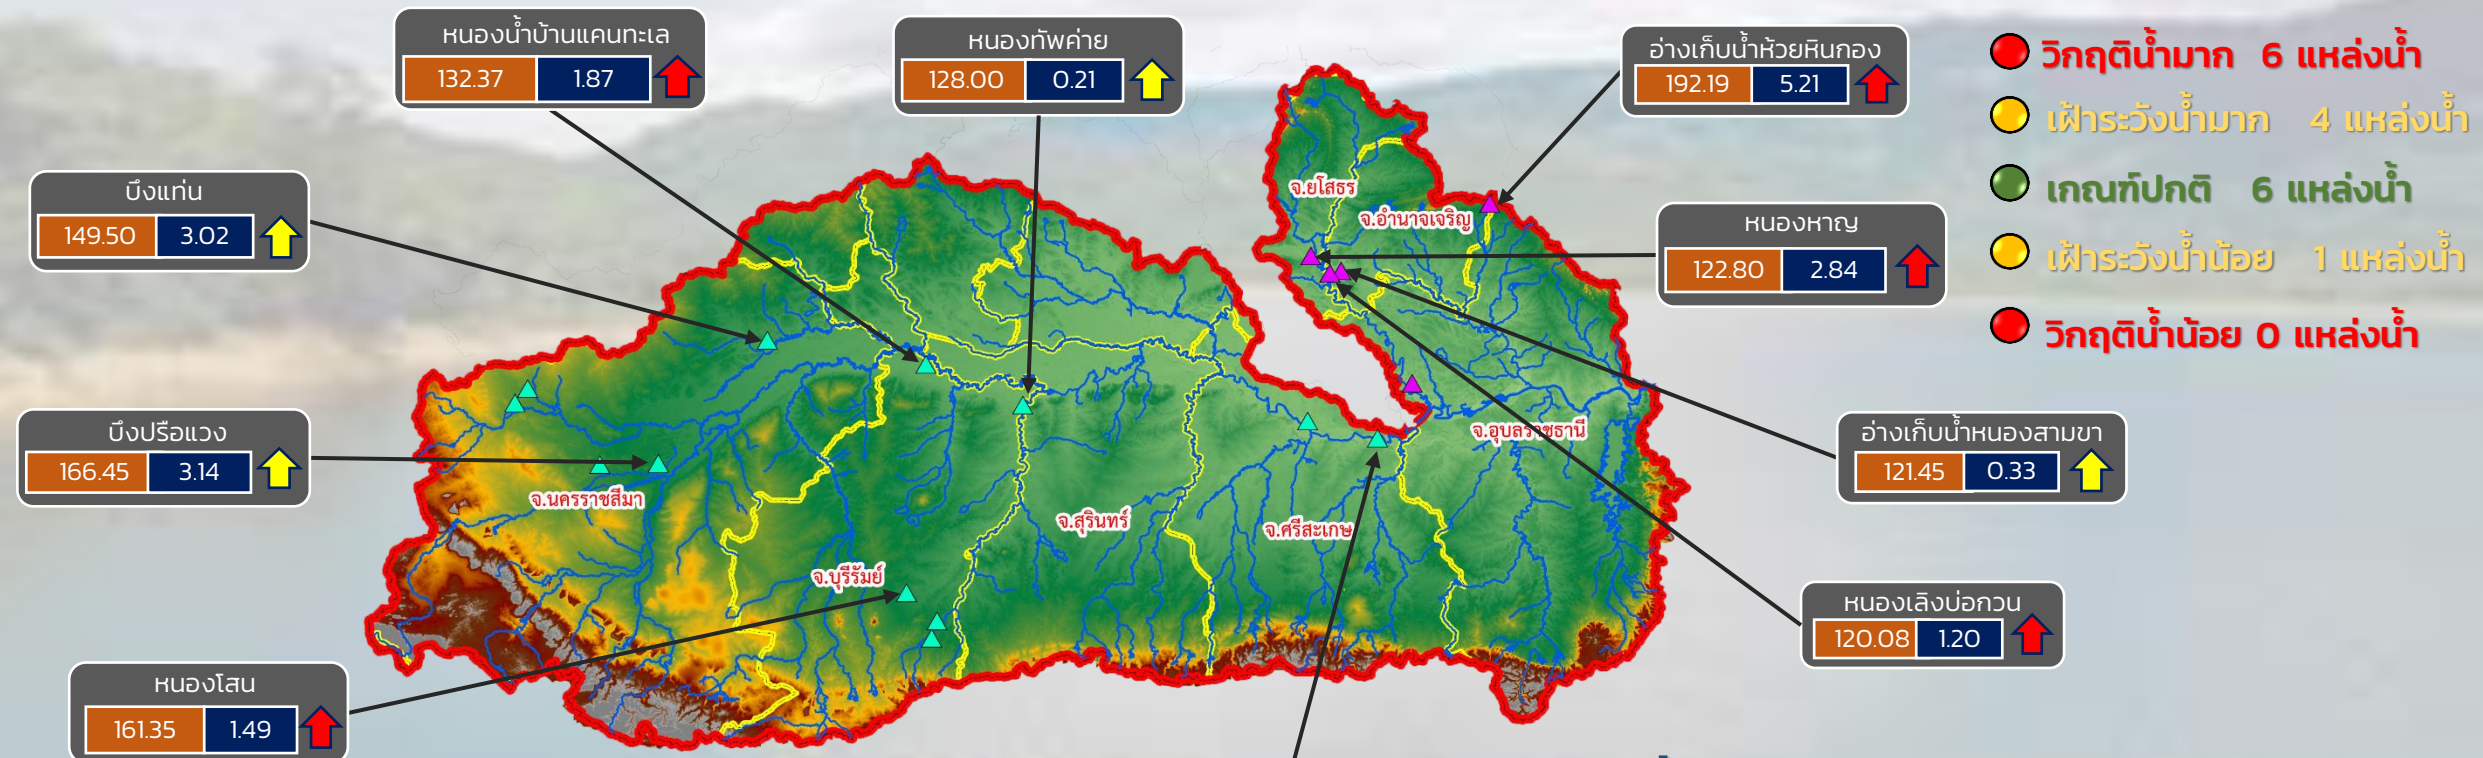 หนองน้ำบ้านแคนทะเล
132.37 1.87
หนองทัพค่าย
128.00 0.21
อ่างเก็บน้ำห้วยหินกอง
192.19 5.21
วิกฤติน้ำมาก 6 แหล่งน้ำ
เฝ้าระวังน้ำมาก 4 แหล่งน้ำ
เกณฑ์ปกติ 6 แหล่งน้ำ
เฝ้าระวังน้ำน้อย 1 แหล่งน้ำ
วิกฤติน้ำน้อย 0 แหล่งน้ำ
บึงแท่น
149.50 3.02
จ.ยโสธร
จ.อำนาจเจริญ
หนองหาญ
122.80 2.84
บึงปรือแวง
166.45 3.14
จ.นครราชสีมา
จ.สุรินทร์
จ.ศรีสะเกษ
จ.อุบลราชธานี
อ่างเก็บน้ำหนองสามขา
121.45 0.33
จ.บุรีรัมย์
หนองเลิงบ่อกวน
120.08 1.20
หนองโสน
161.35 1.49